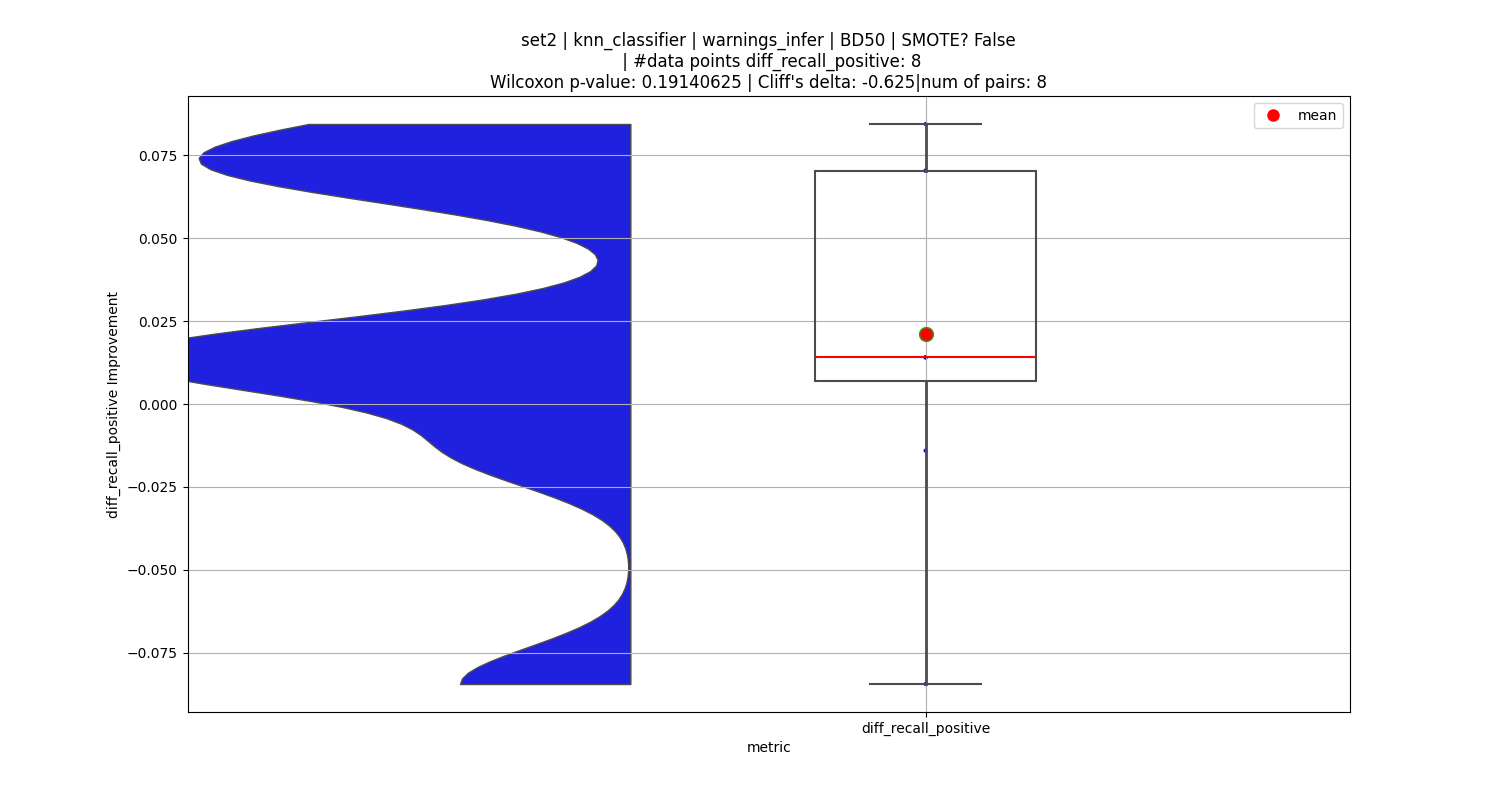 set2 | knn_classifier | warnings_infer | BD50 | SMOTE? False
| #data points diff_recall_positive: 8
Wilcoxon p-value: 0.19140625 | Cliff's delta: -0.625|num of pairs: 8
mean
0.075
0.050
0.025
0.000
−0.025
−0.050
−0.075
diff_recall_positive Improvement
diff_recall_positive
metric